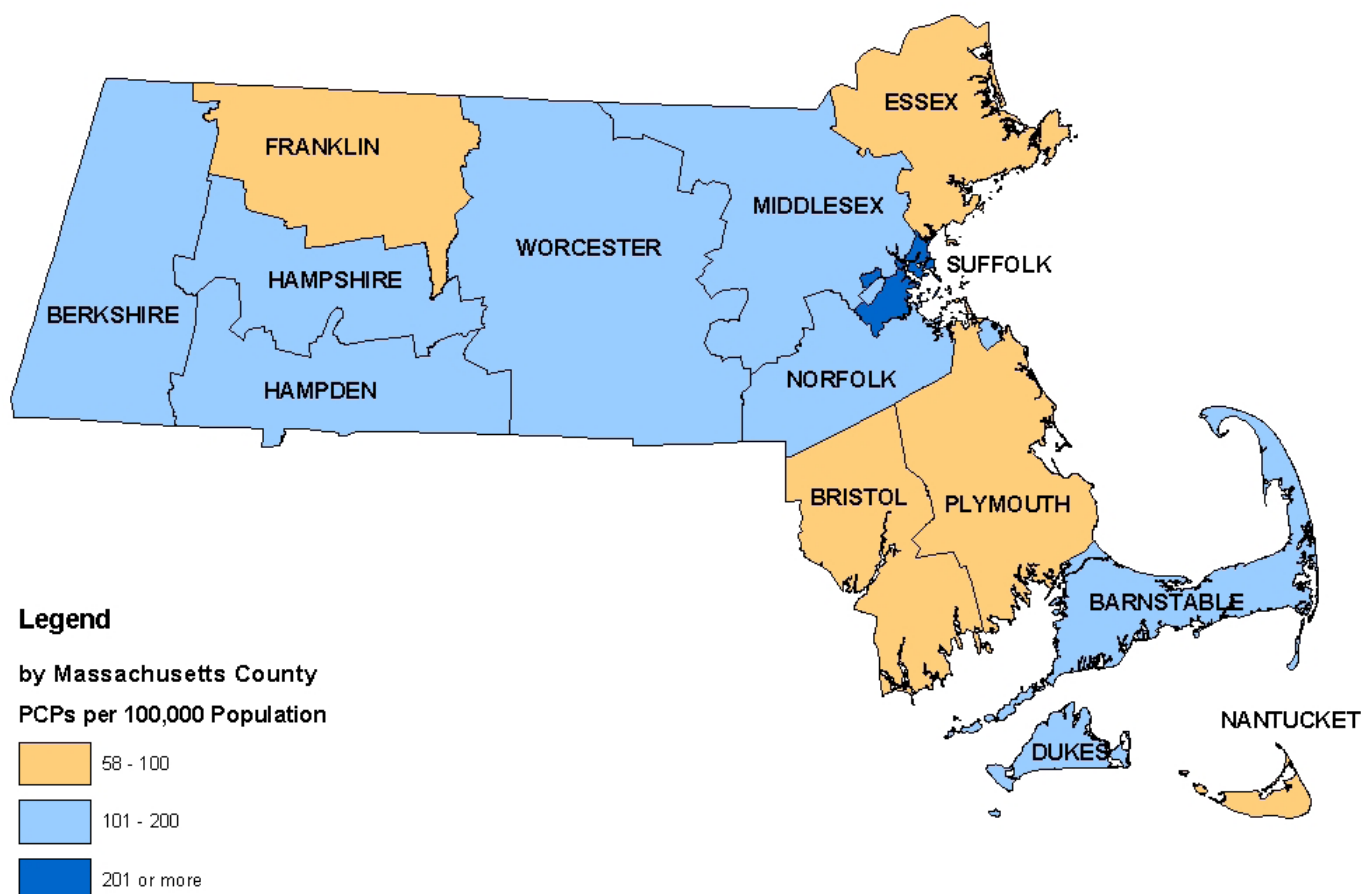 ESSEX
FRANKLIN
MIDDLESEX
WORCESTER
SUFFOLK
HAMPSHIRE
BERKSHIRE
NORFOLK
HAMPDEN
BRISTOL
PLYMOUTH
BARNSTABLE
NANTUCKET
DUKES
Legend
by Massachusetts County
PCPs per 100,000 Population
58 - 100
101 - 200
201 or more